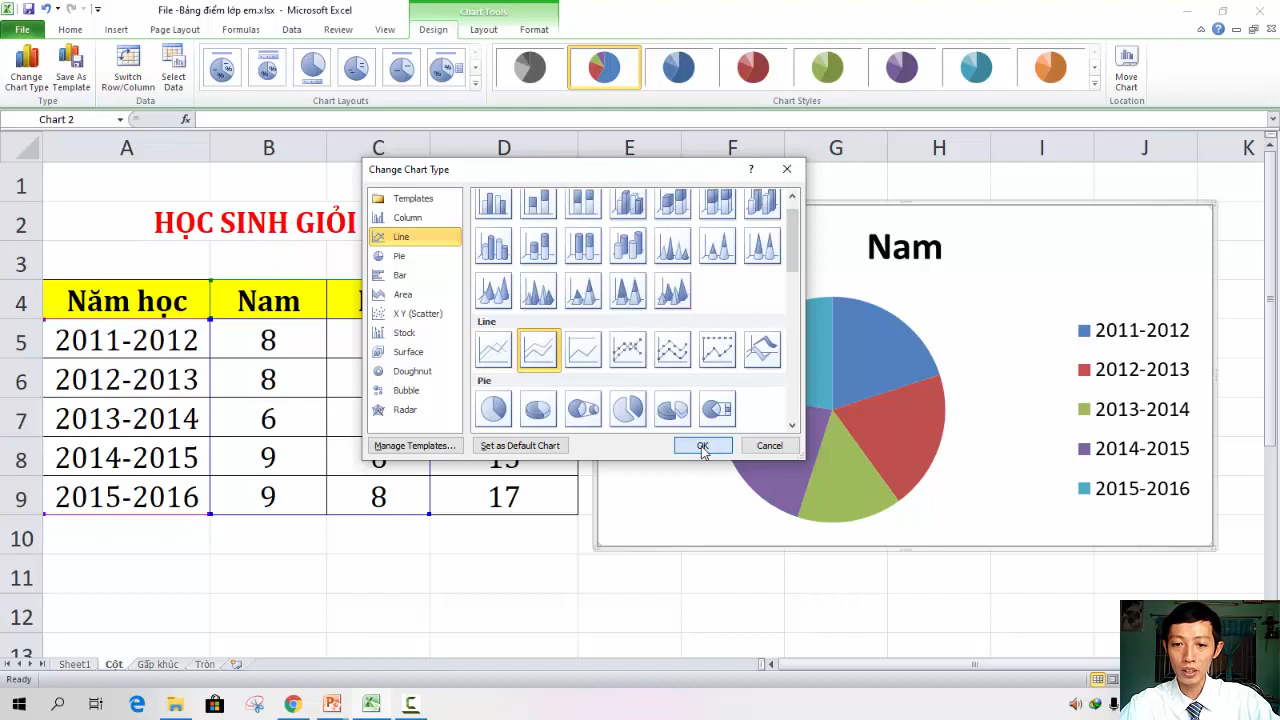 File -Bảng điểm lớp em.xlsx - Microsoft Excel
Chart Tools
File Home Insert Page Layout Formulas Data Review View Design Layout Format
Change Chart Type
Save As Template
Switch Row/Column
Select Data
Move Chart
Type Data Chart Layouts Chart Styles Location
Chart 2 fx
A B C D E F G H I J K
1
2 HỌC SINH GIỎI
3
4 Năm học Nam
5 2011-2012 8
6 2012-2013 8
7 2013-2014 6
8 2014-2015 9
9 2015-2016 9 8 17
10
11
12
13
Change Chart Type
Templates
Column
Line
Pie
Bar
Area
X Y (Scatter)
Stock
Surface
Doughnut
Bubble
Radar
Line
Pie
Manage Templates... Set as Default Chart OK Cancel
Nam
2011-2012
2012-2013
2013-2014
2014-2015
2015-2016
Sheet1 Cột Gấp khúc Tròn
Ready